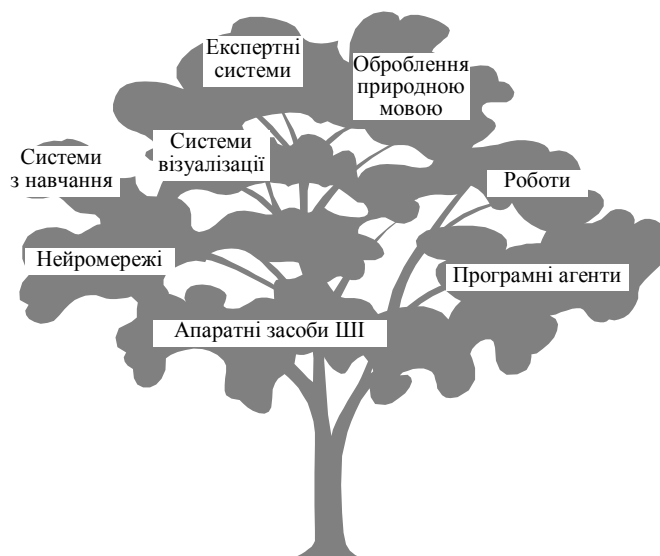 Експертні
системи
Оброблення
природною
мовою
Системи
візуалізації
Системи
з навчання
Роботи
Нейромережі
Програмні агенти
Апаратні засоби ШІ